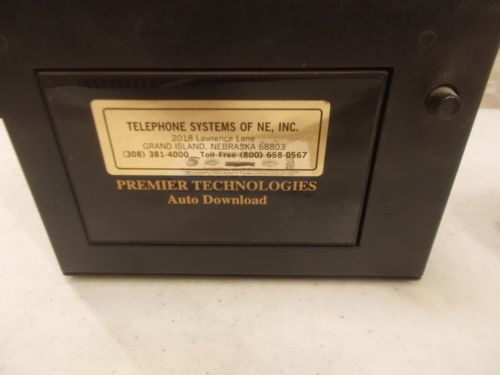 TELEPHONE SYSTEMS OF NE, INC.
2018 Lawrence Lane
GRAND ISLAND, NEBRASKA 68803
(308) 381-4000 — Toll Free (800) 658-0567
PREMIER TECHNOLOGIES
Auto Download